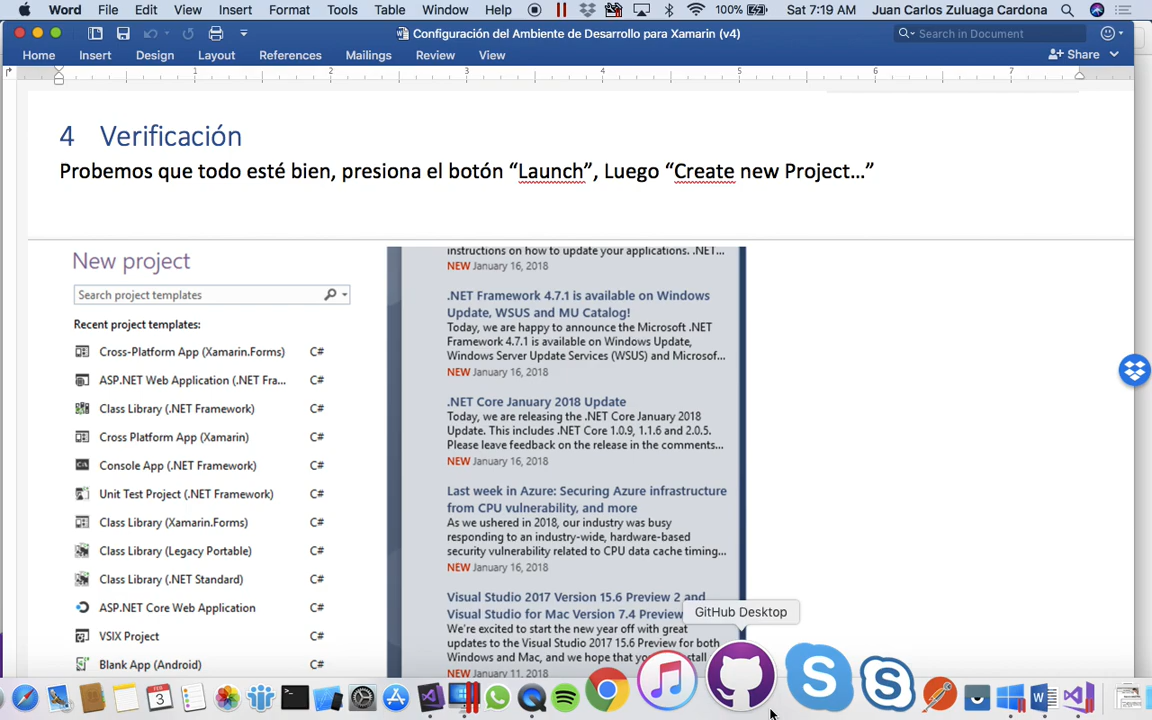 Word File Edit View Insert Format Tools Table Window Help 100% Sat 7:19 AM Juan Carlos Zuluaga Cardona
Configuración del Ambiente de Desarrollo para Xamarin (v4)
Search in Document
Home Insert Design Layout References Mailings Review View Share
1 2 3 4 5 6 7
4 Verificación
Probemos que todo esté bien, presiona el botón “Launch”, Luego “Create new Project…”
New project
Search project templates
Recent project templates:
Cross-Platform App (Xamarin.Forms) C#
ASP.NET Web Application (.NET Fra... C#
Class Library (.NET Framework) C#
Cross Platform App (Xamarin) C#
Console App (.NET Framework) C#
Unit Test Project (.NET Framework) C#
Class Library (Xamarin.Forms) C#
Class Library (Legacy Portable) C#
Class Library (.NET Standard) C#
ASP.NET Core Web Application C#
VSIX Project C#
Blank App (Android) C#
instructions on how to update your applications. .NET...
NEW January 16, 2018
.NET Framework 4.7.1 is available on Windows
Update, WSUS and MU Catalog!
Today, we are happy to announce the Microsoft .NET
Framework 4.7.1 is available on Windows Update,
Windows Server Update Services (WSUS) and Microsof...
NEW January 16, 2018
.NET Core January 2018 Update
Today, we are releasing the .NET Core January 2018
Update. This includes .NET Core 1.0.9, 1.1.6 and 2.0.5.
Please leave feedback on the release in the comments...
NEW January 16, 2018
Last week in Azure: Securing Azure infrastructure
from CPU vulnerability, and more
As we ushered in 2018, our industry was busy
responding to an industry-wide, hardware-based
security vulnerability related to CPU data cache timing...
NEW January 16, 2018
Visual Studio 2017 Version 15.6 Preview 2 and
Visual Studio for Mac Version 7.4 Preview
We're excited to start the new year off with great
updates to the Visual Studio 2017 15.6 Preview for both
Windows and Mac, and we hope that
NEW January 11, 2018
GitHub Desktop
FEB
3